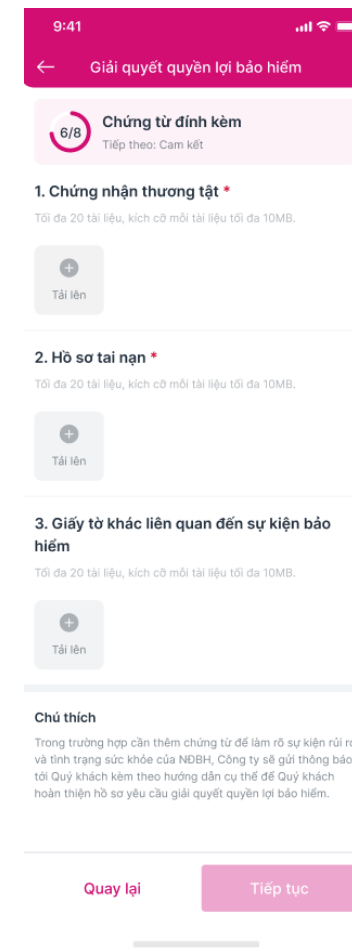 9:41
Giải quyết quyền lợi bảo hiểm
6/8
Chứng từ đính kèm
Tiếp theo: Cam kết
1. Chứng nhận thương tật *
Tối đa 20 tài liệu, kích cỡ mỗi tài liệu tối đa 10MB.
Tải lên
2. Hồ sơ tai nạn *
Tối đa 20 tài liệu, kích cỡ mỗi tài liệu tối đa 10MB.
Tải lên
3. Giấy tờ khác liên quan đến sự kiện bảo
hiểm
Tối đa 20 tài liệu, kích cỡ mỗi tài liệu tối đa 10MB.
Tải lên
Chú thích
Trong trường hợp cần thêm chứng từ để làm rõ sự kiện rủi ro
và tình trạng sức khỏe của NĐBH, Công ty sẽ gửi thông báo
tới Quý khách kèm theo hướng dẫn cụ thể để Quý khách
hoàn thiện hồ sơ yêu cầu giải quyết quyền lợi bảo hiểm.
Quay lại
Tiếp tục